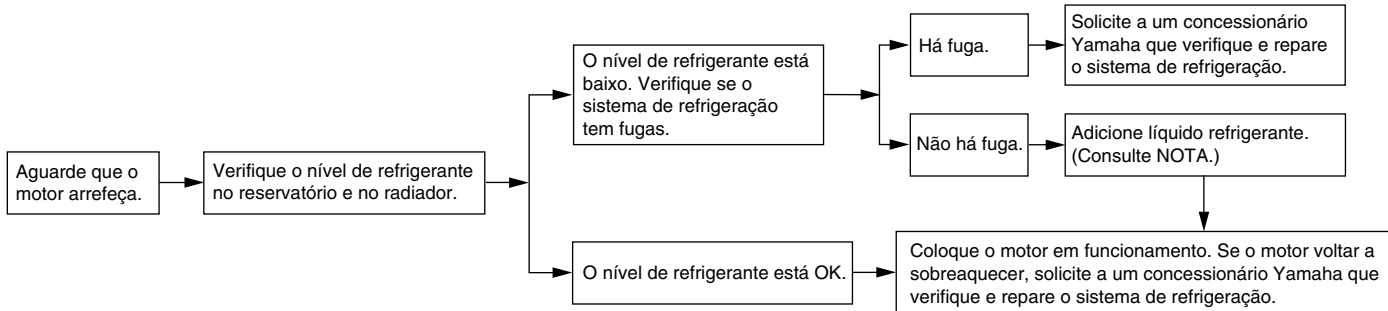 Aguarde que o
motor arrefeça.
Verifique o nível de refrigerante
no reservatório e no radiador.
O nível de refrigerante está
baixo. Verifique se o
sistema de refrigeração
tem fugas.
Há fuga.
Solicite a um concessionário
Yamaha que verifique e repare
o sistema de refrigeração.
Não há fuga.
Adicione líquido refrigerante.
(Consulte NOTA.)
O nível de refrigerante está OK.
Coloque o motor em funcionamento. Se o motor voltar a
sobreaquecer, solicite a um concessionário Yamaha que
verifique e repare o sistema de refrigeração.